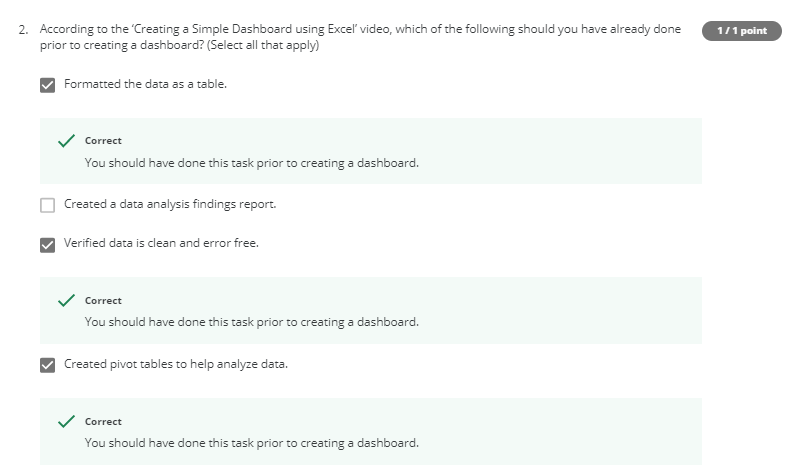 2. According to the 'Creating a Simple Dashboard using Excel' video, which of the following should you have already done
1 / 1 point
prior to creating a dashboard? (Select all that apply)
Formatted the data as a table.
Correct
You should have done this task prior to creating a dashboard.
Created a data analysis findings report.
Verified data is clean and error free.
Correct
You should have done this task prior to creating a dashboard.
Created pivot tables to help analyze data.
Correct
You should have done this task prior to creating a dashboard.